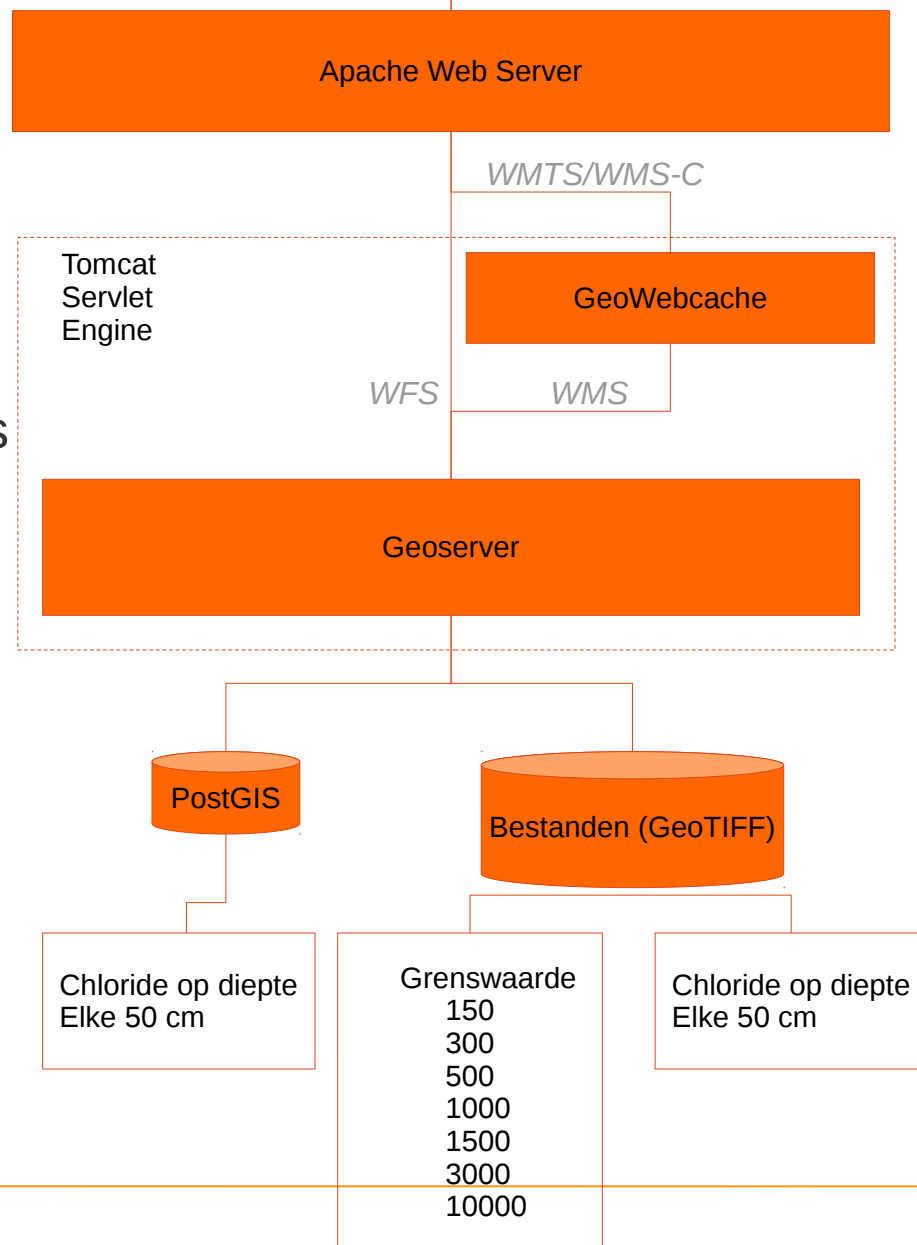 Apache Web Server
WMTS/WMS-C
Tomcat
Servlet
Engine
GeoWebcache
WFS
WMS
s
Geoserver
PostGIS
Bestanden (GeoTIFF)
Chloride op diepte
Elke 50 cm
Grenswaarde
150
300
500
1000
1500
3000
10000
Chloride op diepte
Elke 50 cm